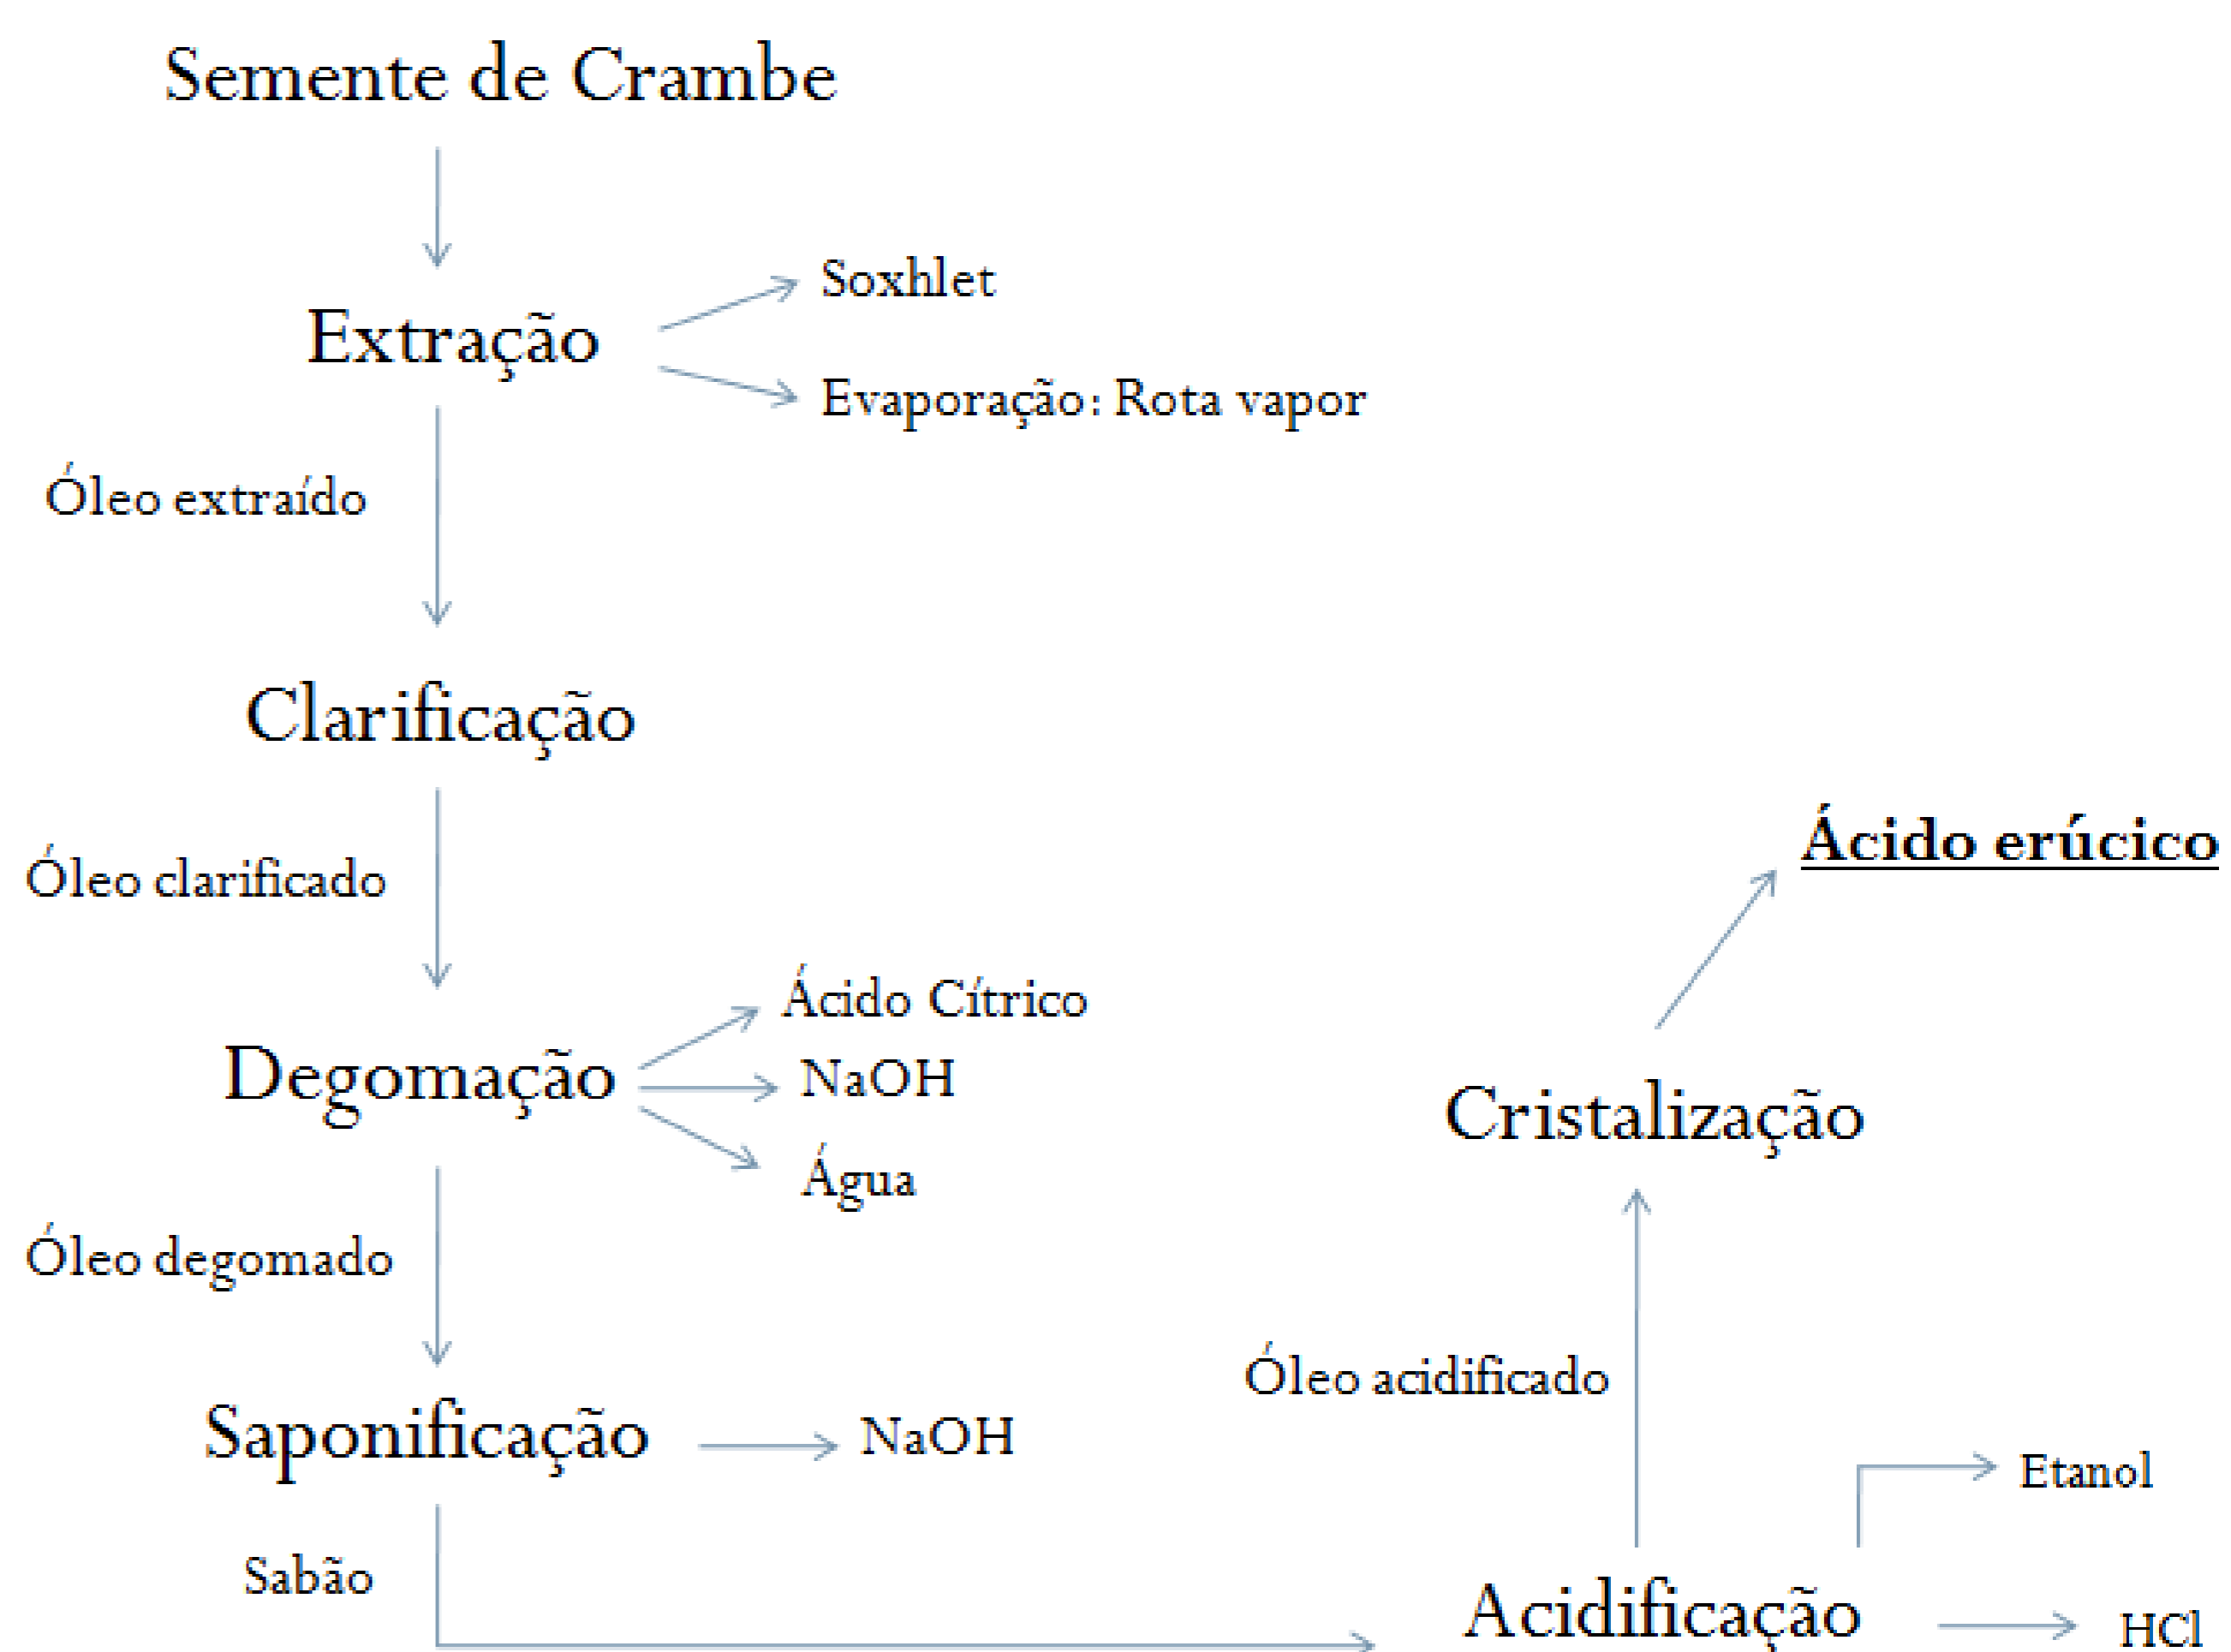 Semente de Crambe
Extração
Soxhlet
Evaporação: Rota vapor
Óleo extraído
Clarificação
Óleo clarificado
Degomação
Ácido Cítrico
NaOH
Água
Óleo degomado
Saponificação
NaOH
Sabão
Acidificação
Etanol
HCl
Óleo acidificado
Cristalização
Ácido erúcico